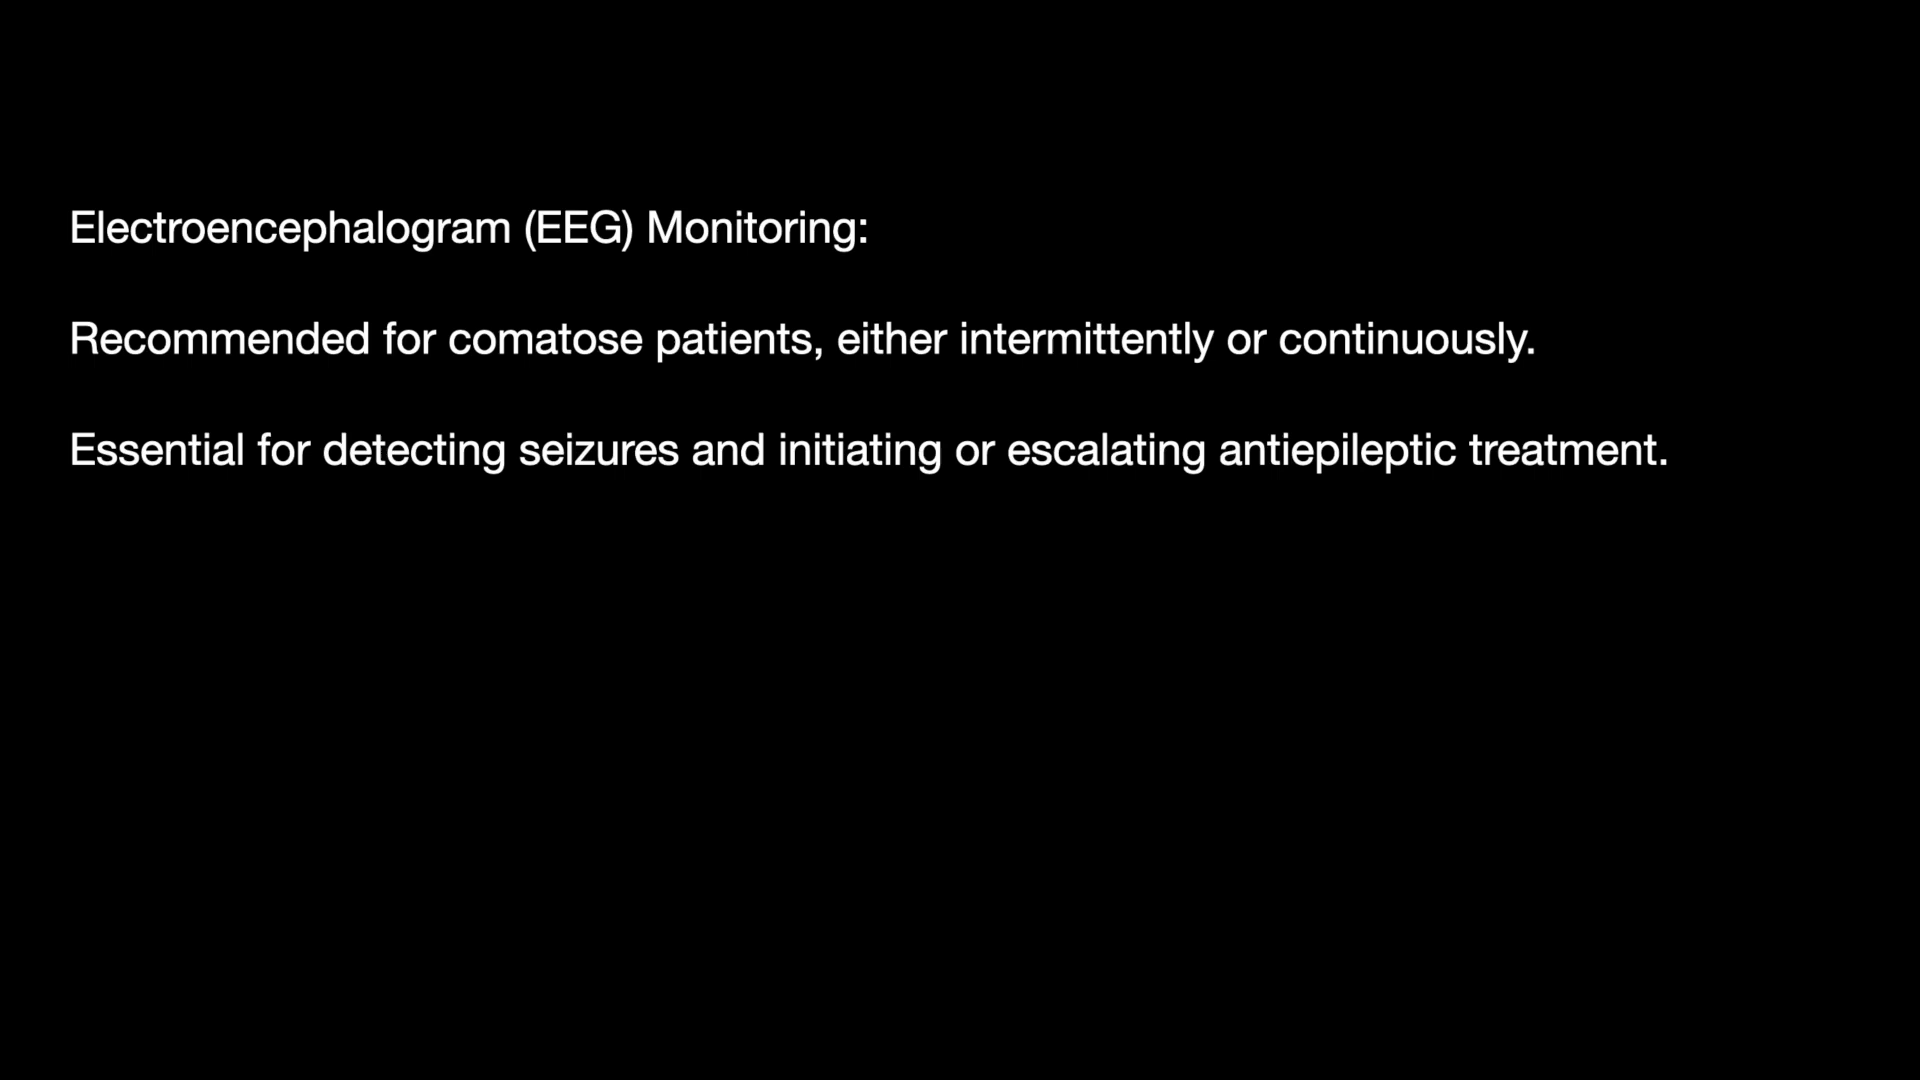 Electroencephalogram (EEG) Monitoring:
Recommended for comatose patients, either intermittently or continuously.
Essential for detecting seizures and initiating or escalating antiepileptic treatment.